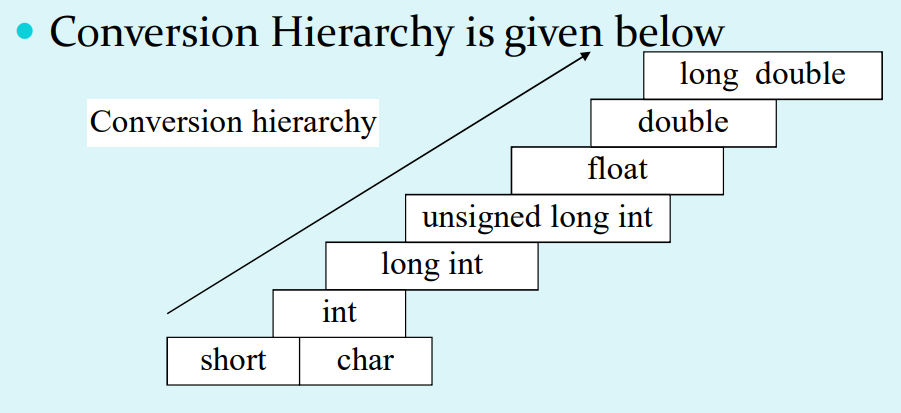 Conversion Hierarchy is given below
long double
Conversion hierarchy
double
float
unsigned long int
long int
int
short
char